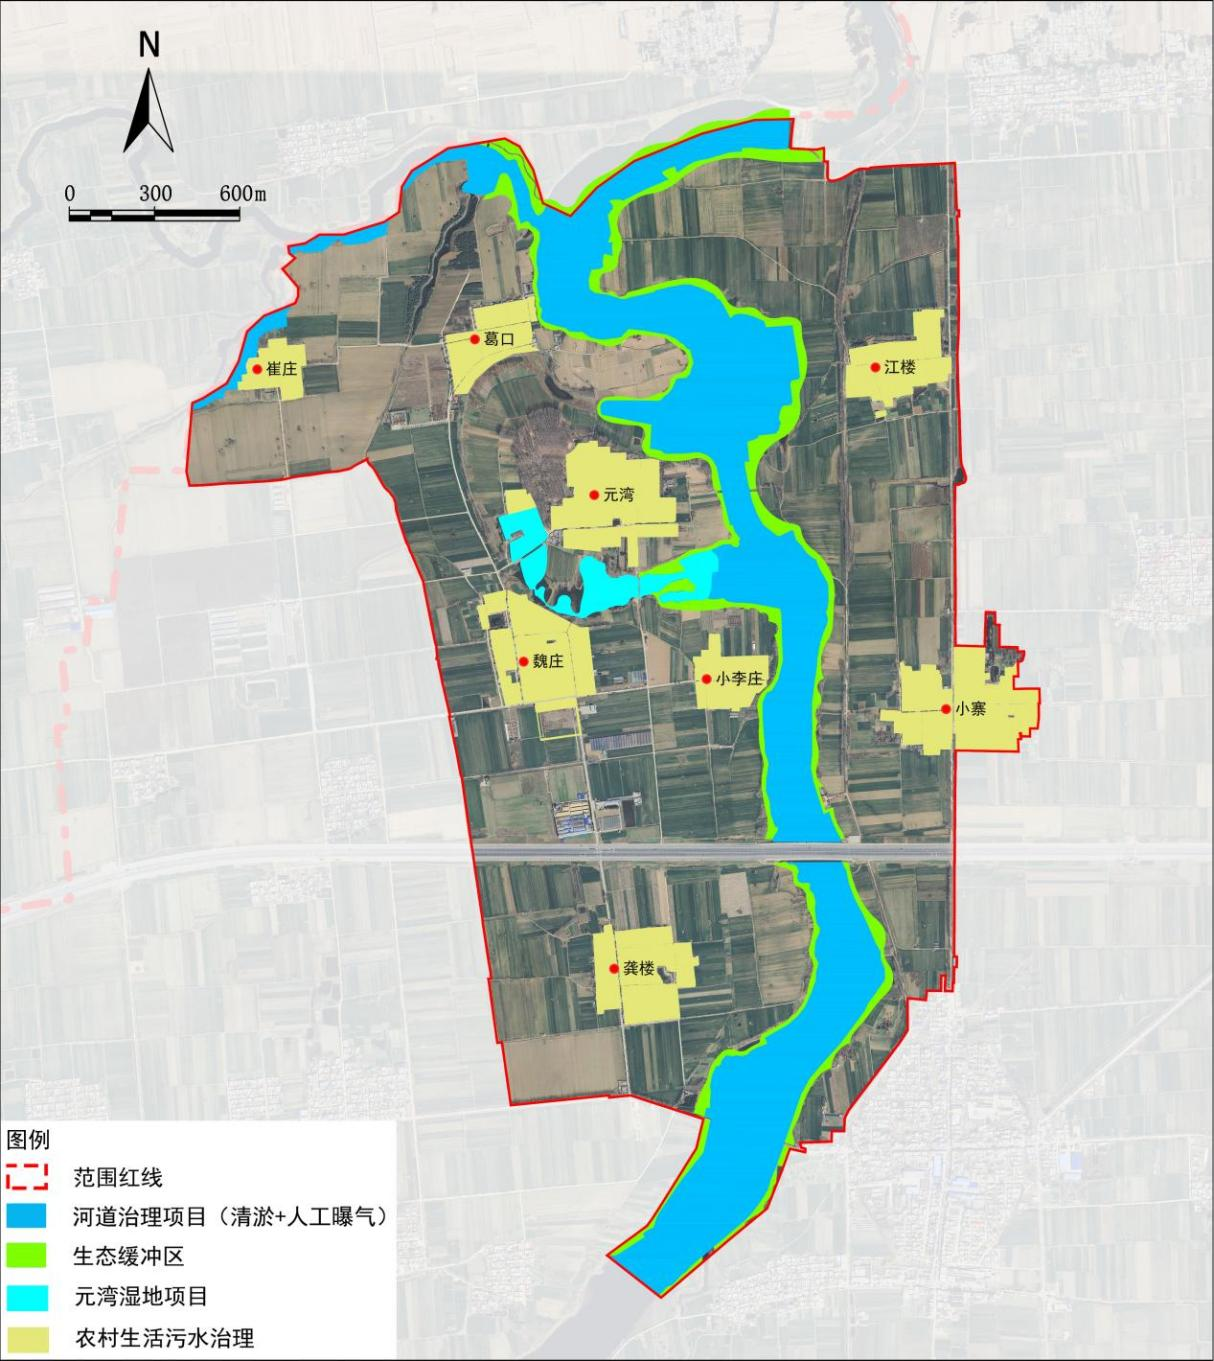 N
0 300 600m
葛口
崔庄
江楼
元湾
魏庄
小李庄
小寨
龚楼
图例
范围红线
河道治理项目（清淤+人工曝气）
生态缓冲区
元湾湿地项目
农村生活污水治理